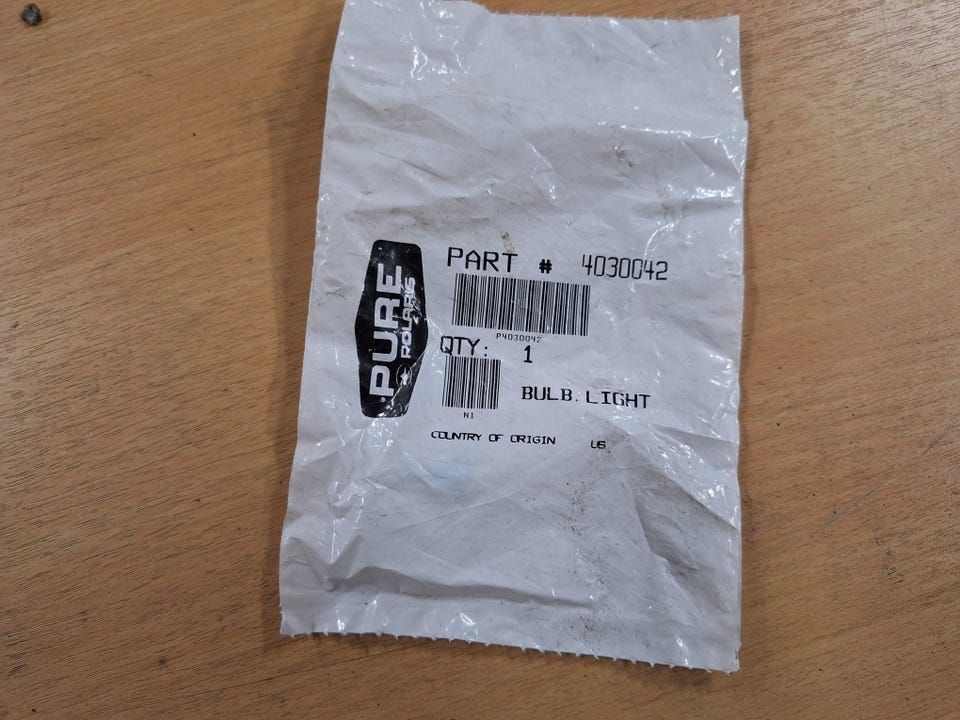 PURE
POLARIS
PART # 4030042
P4030042
QTY: 1
N1
BULB.LIGHT
COUNTRY OF ORIGIN US